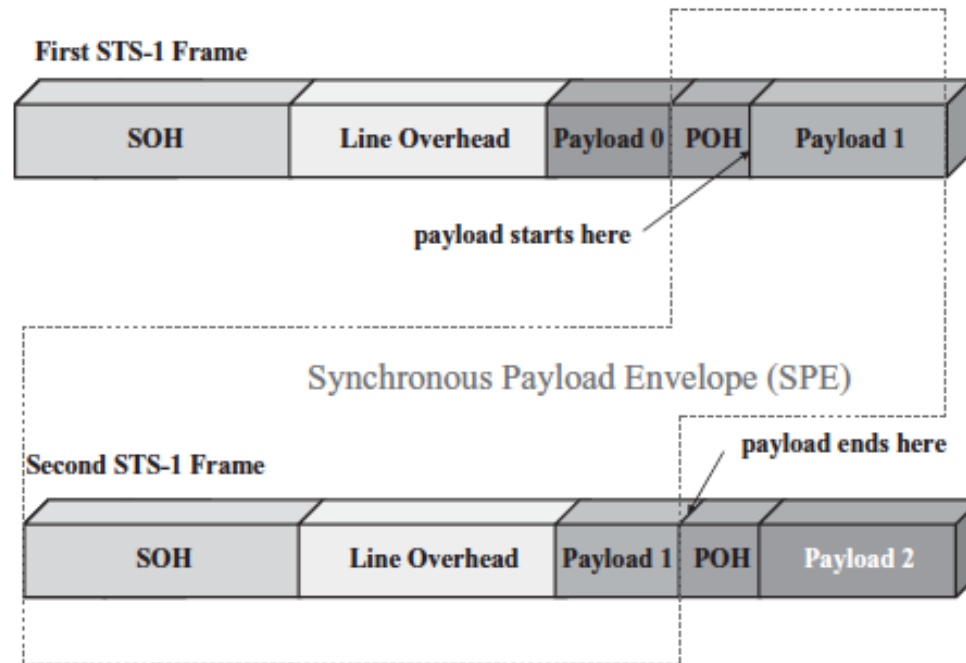 First STS-1 Frame
SOH
Line Overhead
Payload 0
POH
Payload 1
payload starts here
Synchronous Payload Envelope (SPE)
payload ends here
Second STS-1 Frame
SOH
Line Overhead
Payload 1
POH
Payload 2